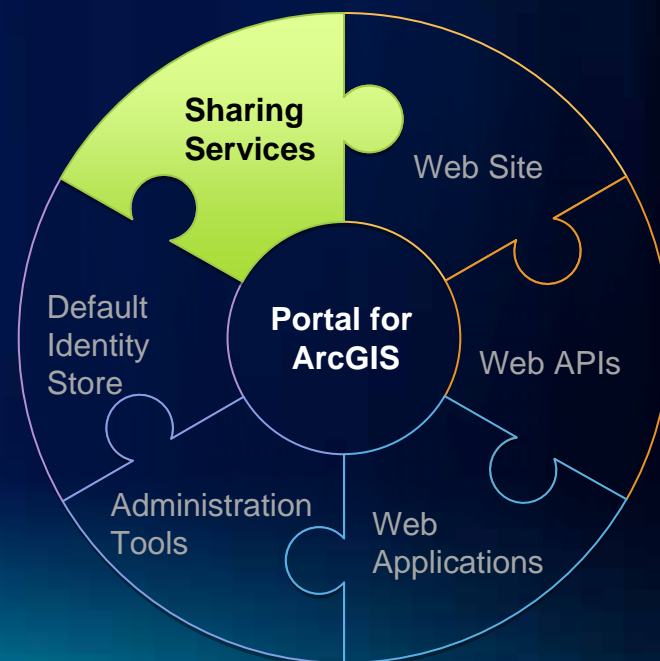 Sharing
Services
Web Site
Default
Identity
Store
Portal for
ArcGIS
Web APIs
Administration
Tools
Web
Applications